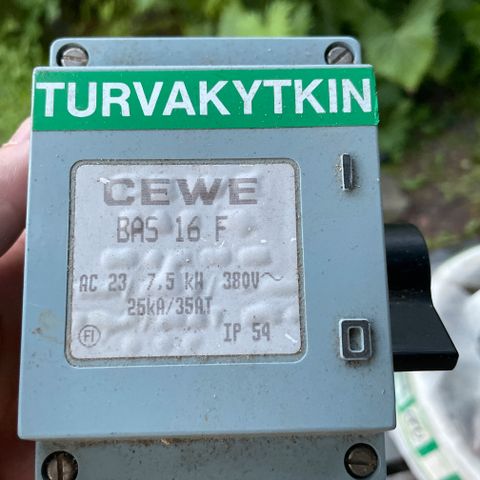 TURVAKYTKIN
CEWE
BAS 16 F
AC 23 7,5 kW 380V~
25kA/35AT
FI IP 54
I
O